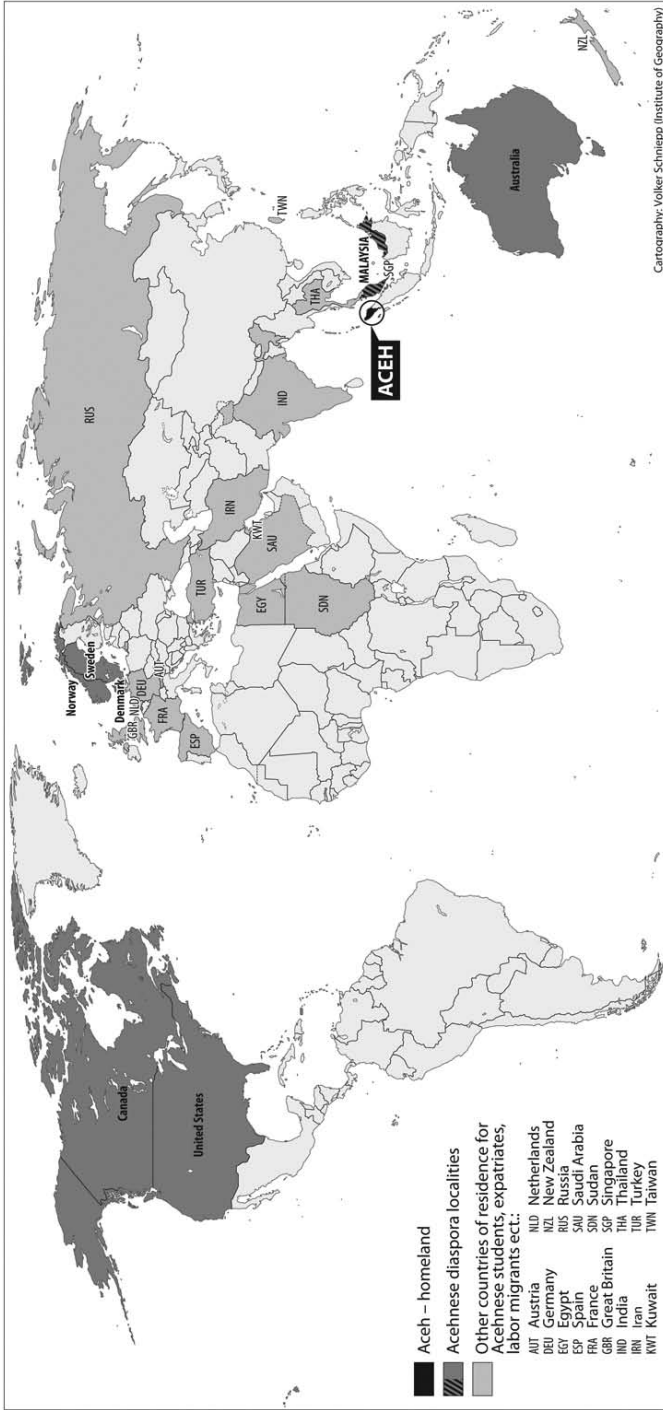 RUS
Norway
Sweden
Denmark
GBR
NLD
DEU
AUT
FRA
ESP
TUR
IRN
KWT
SAU
EGY
SDN
IND
THA
TWN
MALAYSIA
SGP
ACEH
Australia
NZL
Canada
United States
Aceh – homeland
Acehnese diaspora localities
Other countries of residence for
Acehnese students, expatriates,
labor migrants ect.:
AUT Austria
DEU Germany
EGY Egypt
ESP Spain
FRA France
GBR Great Britain
IND India
IRN Iran
KWT Kuwait
NLD Netherlands
NZL New Zealand
RUS Russia
SAU Saudi Arabia
SDN Sudan
SGP Singapore
THA Thailand
TUR Turkey
TWN Taiwan
Cartography: Volker Schniepp (Institute of Geography)